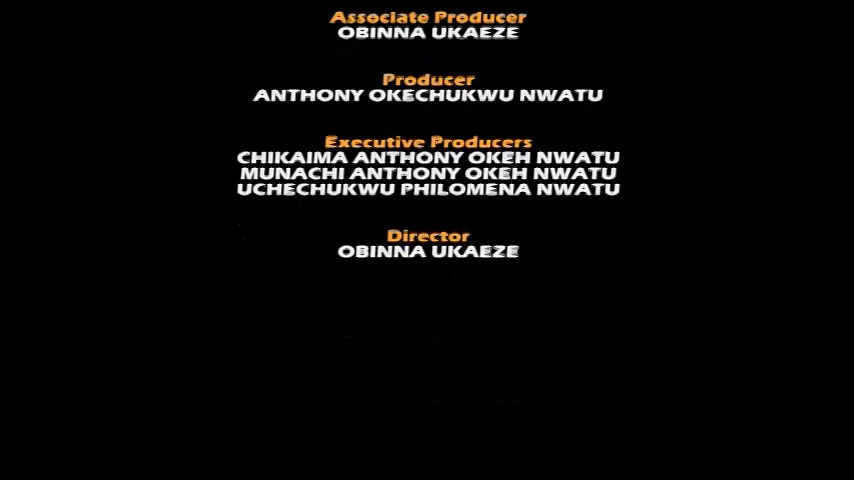 Associate Producer
OBINNA UKAEZE
Producer
ANTHONY OKECHUKWU NWATU
Executive Producers
CHIKAIMA ANTHONY OKEH NWATU
MUNACHI ANTHONY OKEH NWATU
UCHECHUKWU PHILOMENA NWATU
Director
OBINNA UKAEZE